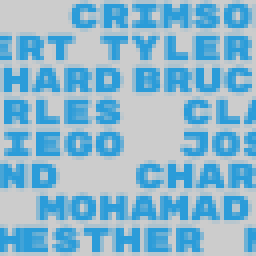 CRIMSO
ERT TYLER
HARD BRUC
RLES CLA
IEGO JOS
ND CHAR
MOHAMAD
HESTHER